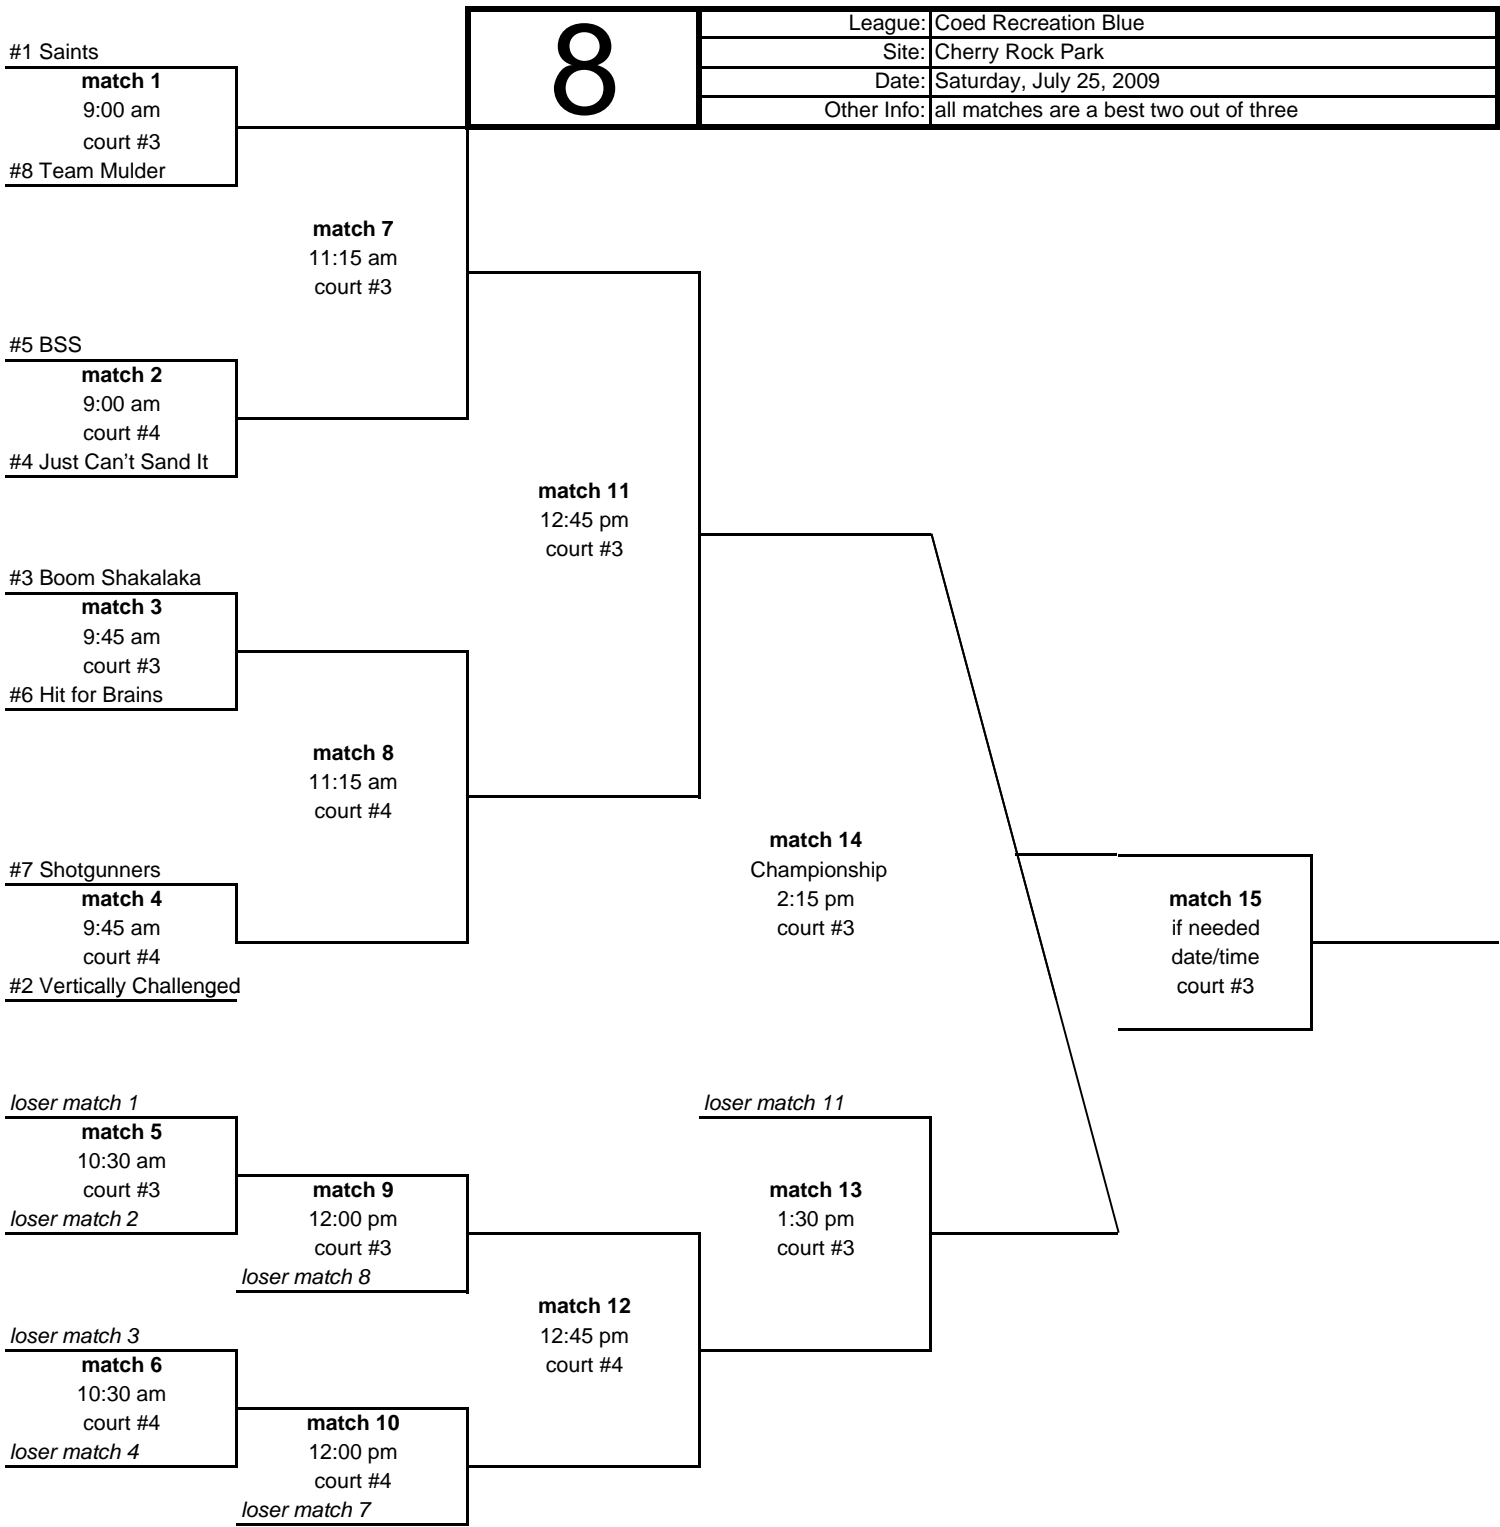 8
League: Coed Recreation Blue
Site: Cherry Rock Park
Date: Saturday, July 25, 2009
Other Info: all matches are a best two out of three
#1 Saints
match 1
9:00 am
court #3
#8 Team Mulder
match 7
11:15 am
court #3
#5 BSS
match 2
9:00 am
court #4
#4 Just Can’t Sand It
match 11
12:45 pm
court #3
#3 Boom Shakalaka
match 3
9:45 am
court #3
#6 Hit for Brains
match 8
11:15 am
court #4
#7 Shotgunners
match 4
9:45 am
court #4
#2 Vertically Challenged
match 14
Championship
2:15 pm
court #3
match 15
if needed
date/time
court #3
loser match 1
match 5
10:30 am
court #3
loser match 2
match 9
12:00 pm
court #3
loser match 8
loser match 11
match 13
1:30 pm
court #3
match 12
12:45 pm
court #4
loser match 3
match 6
10:30 am
court #4
loser match 4
match 10
12:00 pm
court #4
loser match 7